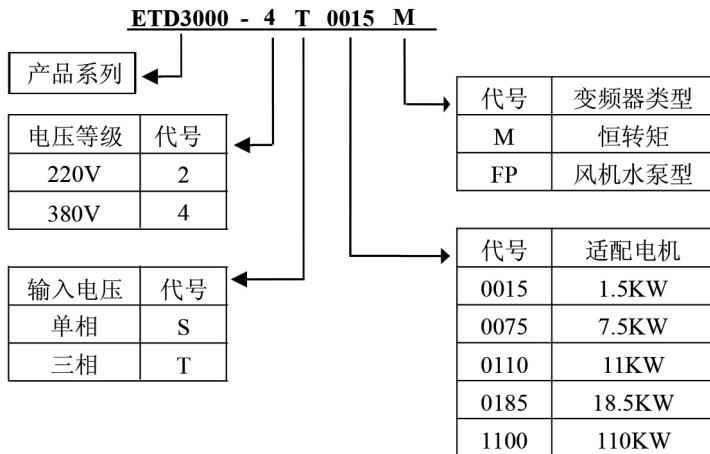 ETD3000 - 4 T 0015 M
产品系列
电压等级 代号
220V 2
380V 4
输入电压 代号
单相 S
三相 T
代号 变频器类型
M 恒转矩
FP 风机水泵型
代号 适配电机
0015 1.5KW
0075 7.5KW
0110 11KW
0185 18.5KW
1100 110KW